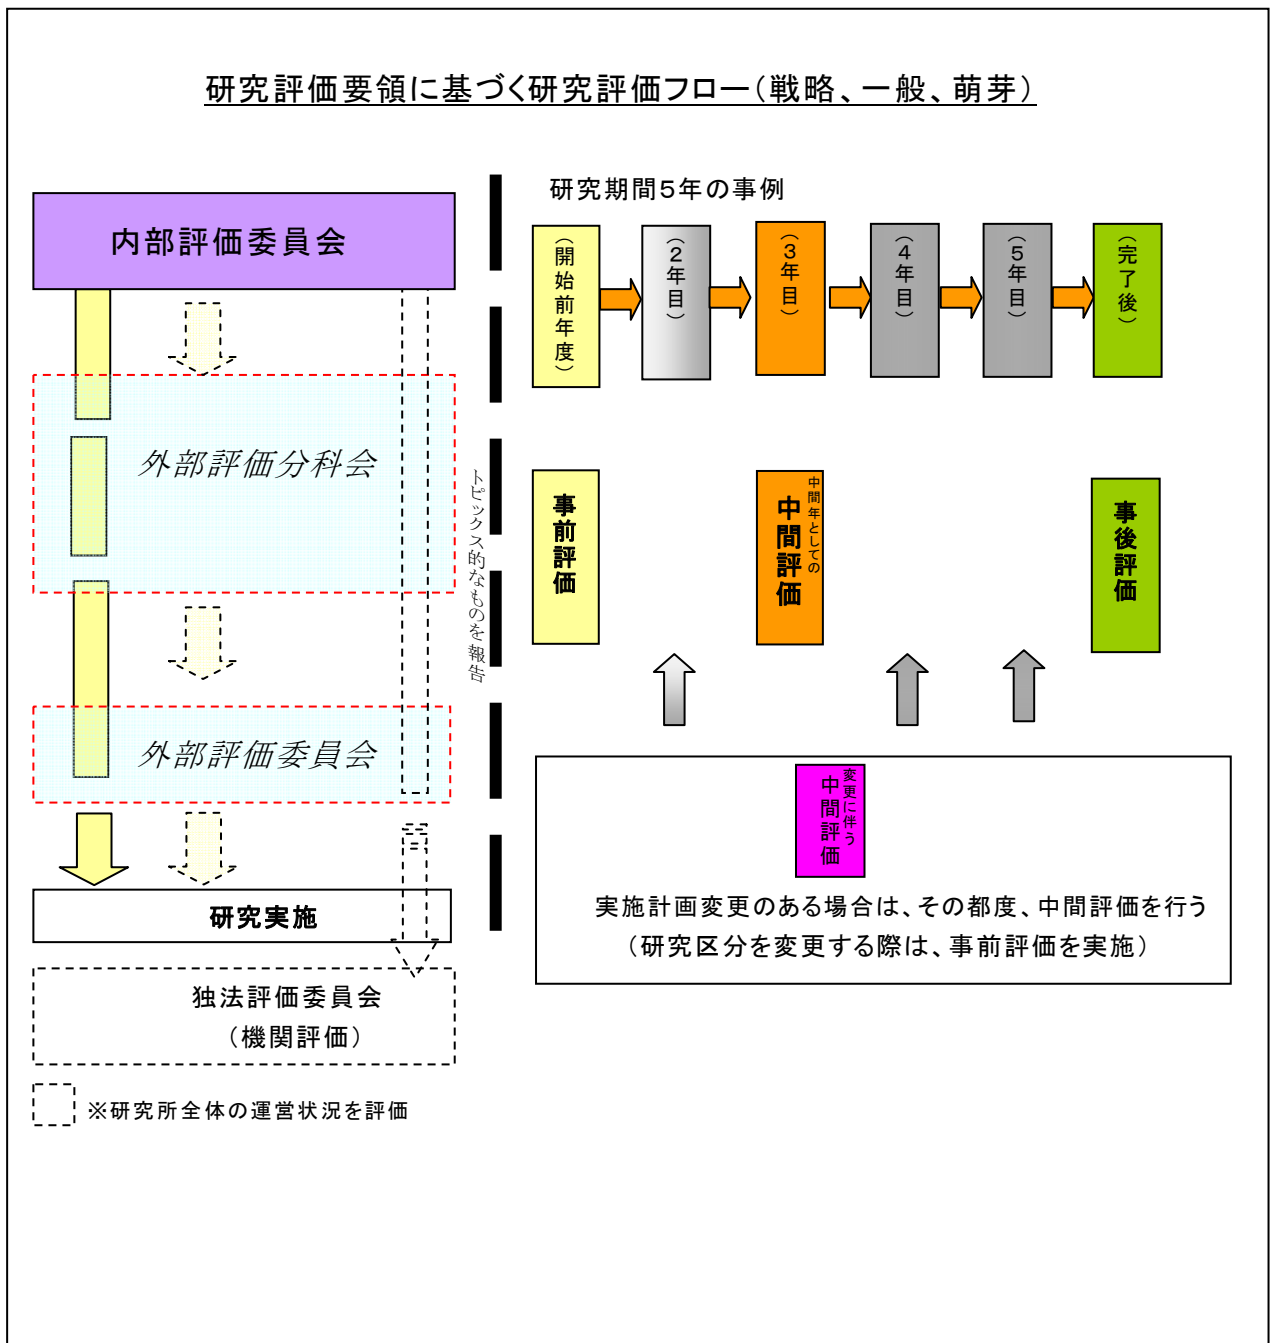 研究評価要領に基づく研究評価フロー（戦略、一般、萌芽）
内部評価委員会
外部評価分科会
外部評価委員会
研究実施
独法評価委員会
（機関評価）
※研究所全体の運営状況を評価
トピックス的なものを報告
研究期間５年の事例
（開始前年度）
（２年目）
（３年目）
（４年目）
（５年目）
（完了後）
事前評価
中間年としての
中間評価
事後評価
変更に伴う
中間評価
実施計画変更のある場合は、その都度、中間評価を行う
（研究区分を変更する際は、事前評価を実施）